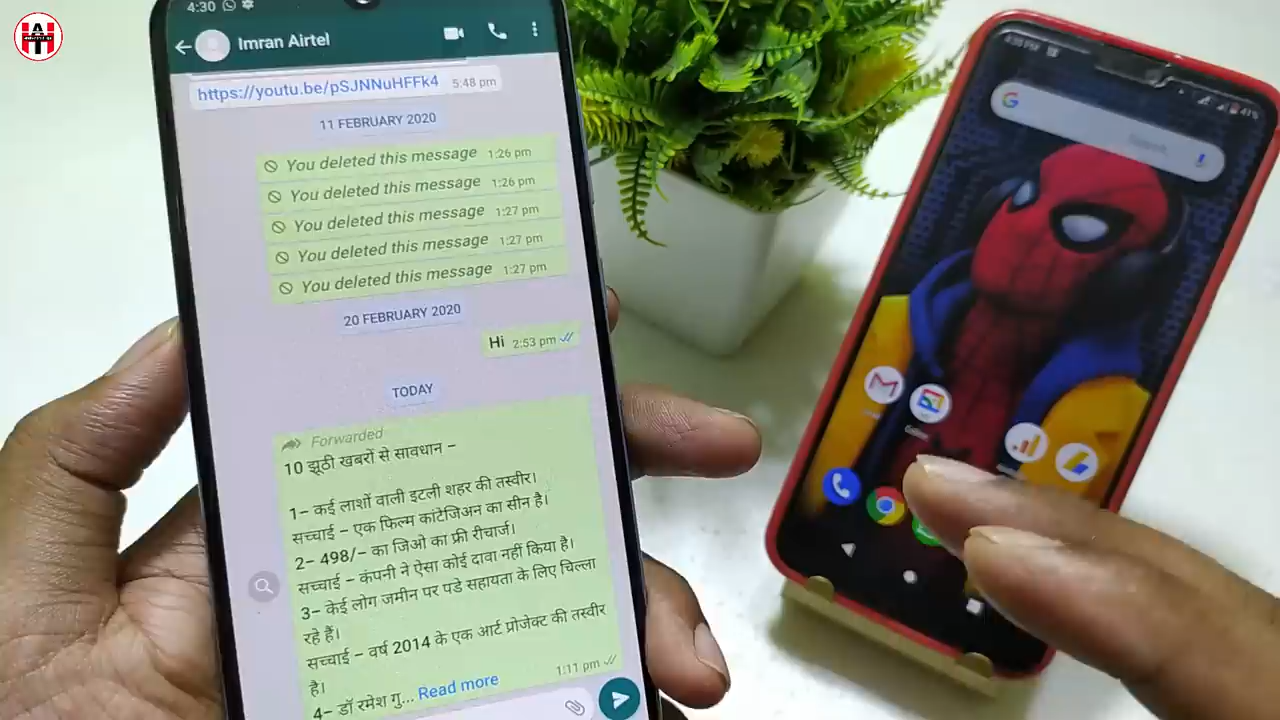 4:30
Imran Airtel
https://youtu.be/pSJNNuHFFk4 5:48 pm
11 FEBRUARY 2020
You deleted this message 1:26 pm
You deleted this message 1:26 pm
You deleted this message 1:27 pm
You deleted this message 1:27 pm
You deleted this message 1:27 pm
20 FEBRUARY 2020
Hi 2:53 pm
TODAY
Forwarded
10 झूठी खबरों से सावधान –
1– कई लाशों वाली इटली शहर की तस्वीर।
सच्चाई – एक फिल्म कांटेजिअन का सीन है।
2– 498/– का जिओ का फ्री रीचार्ज।
सच्चाई – कंपनी ने ऐसा कोई दावा नहीं किया है।
3– केई लोग जमीन पर पडे सहायता के लिए चिल्ला
रहे हैं।
सच्चाई – वर्ष 2014 के एक आर्ट प्रोजेक्ट की तस्वीर
है।
4– डॉ रमेश गु... Read more
1:11 pm